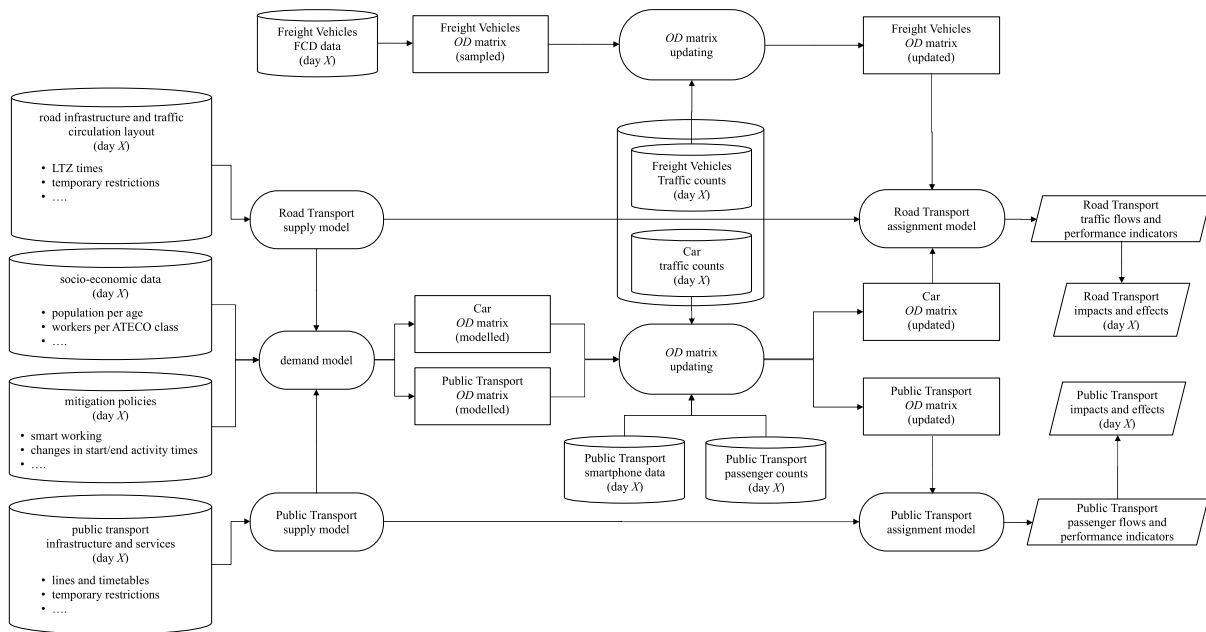 Freight Vehicles
FCD data
(day X)
Freight Vehicles
OD matrix
(sampled)
OD matrix
updating
Freight Vehicles
OD matrix
(updated)
road infrastructure and traffic
circulation layout
(day X)
• LTZ times
• temporary restrictions
• ….
Freight Vehicles
Traffic counts
(day X)
Road Transport
supply model
Road Transport
assignment model
Road Transport
traffic flows and
performance indicators
Car
traffic counts
(day X)
socio-economic data
(day X)
• population per age
• workers per ATECO class
• ….
Car
OD matrix
(modelled)
Car
OD matrix
(updated)
Road Transport
impacts and effects
(day X)
demand model
OD matrix
updating
mitigation policies
(day X)
• smart working
• changes in start/end activity times
• ….
Public Transport
OD matrix
(modelled)
Public Transport
OD matrix
(updated)
Public Transport
impacts and effects
(day X)
Public Transport
smartphone data
(day X)
Public Transport
passenger counts
(day X)
public transport
infrastructure and services
(day X)
• lines and timetables
• temporary restrictions
• ….
Public Transport
supply model
Public Transport
assignment model
Public Transport
passenger flows and
performance indicators